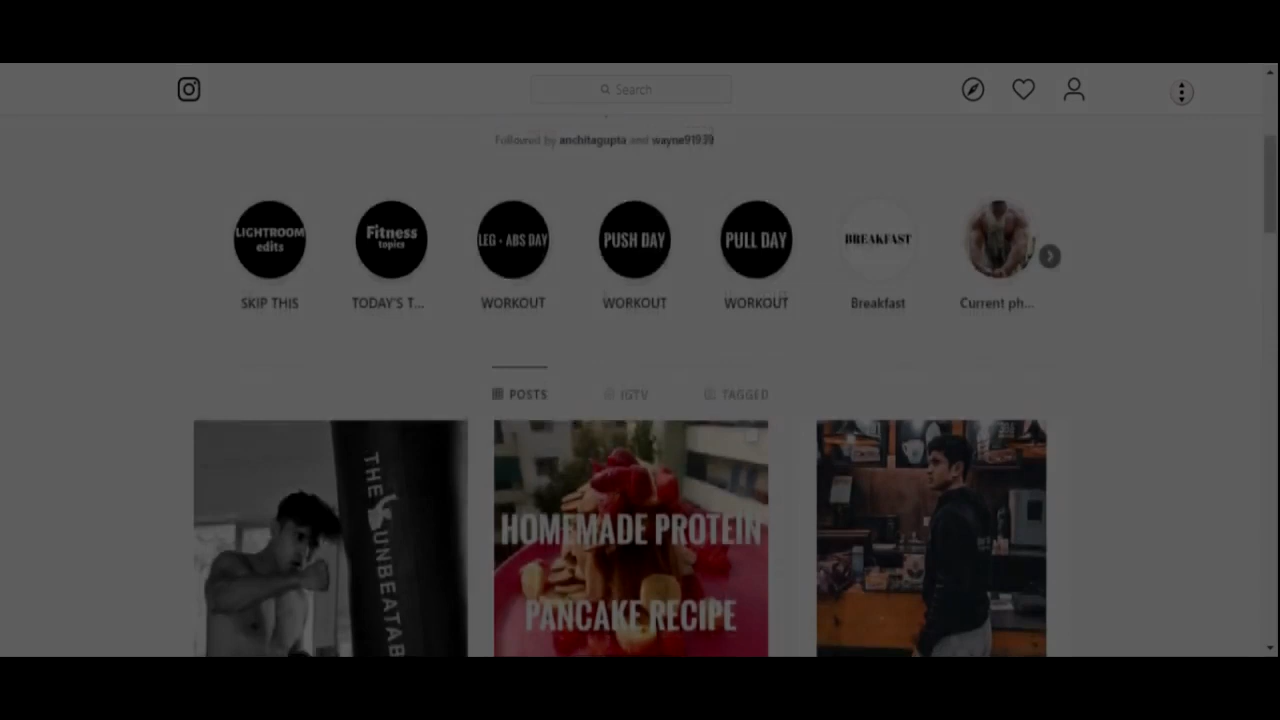 Search
Followed by anchitagupta and wayne91939
LIGHTROOM
edits
Fitness
topics
LEG + ABS DAY
PUSH DAY
PULL DAY
BREAKFAST
SKIP THIS
TODAY'S T...
WORKOUT
WORKOUT
WORKOUT
Breakfast
Current ph...
POSTS
IGTV
TAGGED
THE UNBEATAB
HOMEMADE PROTEIN
PANCAKE RECIPE